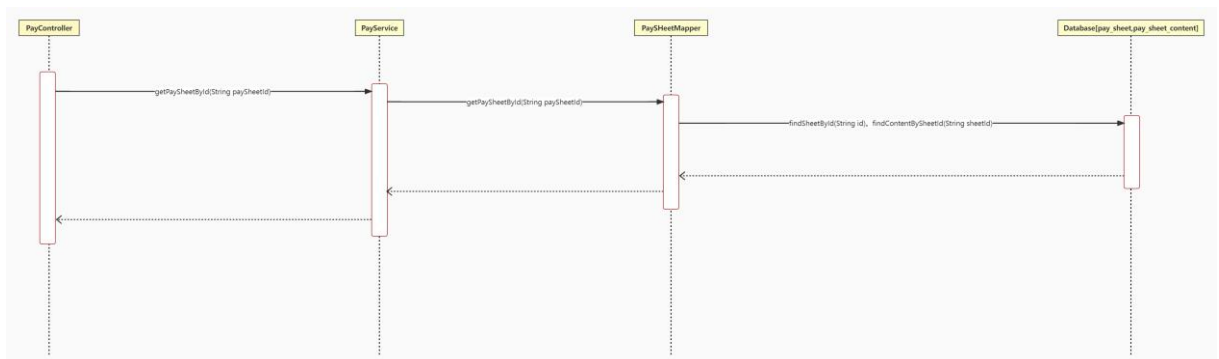 PayController
PayService
PaySHeetMapper
Database[pay_sheet,pay_sheet_content]
getPaySheetById(String paySheetId)
getPaySheetById(String paySheetId)
findSheetById(String id)、findContentBySheetId(String sheetId)